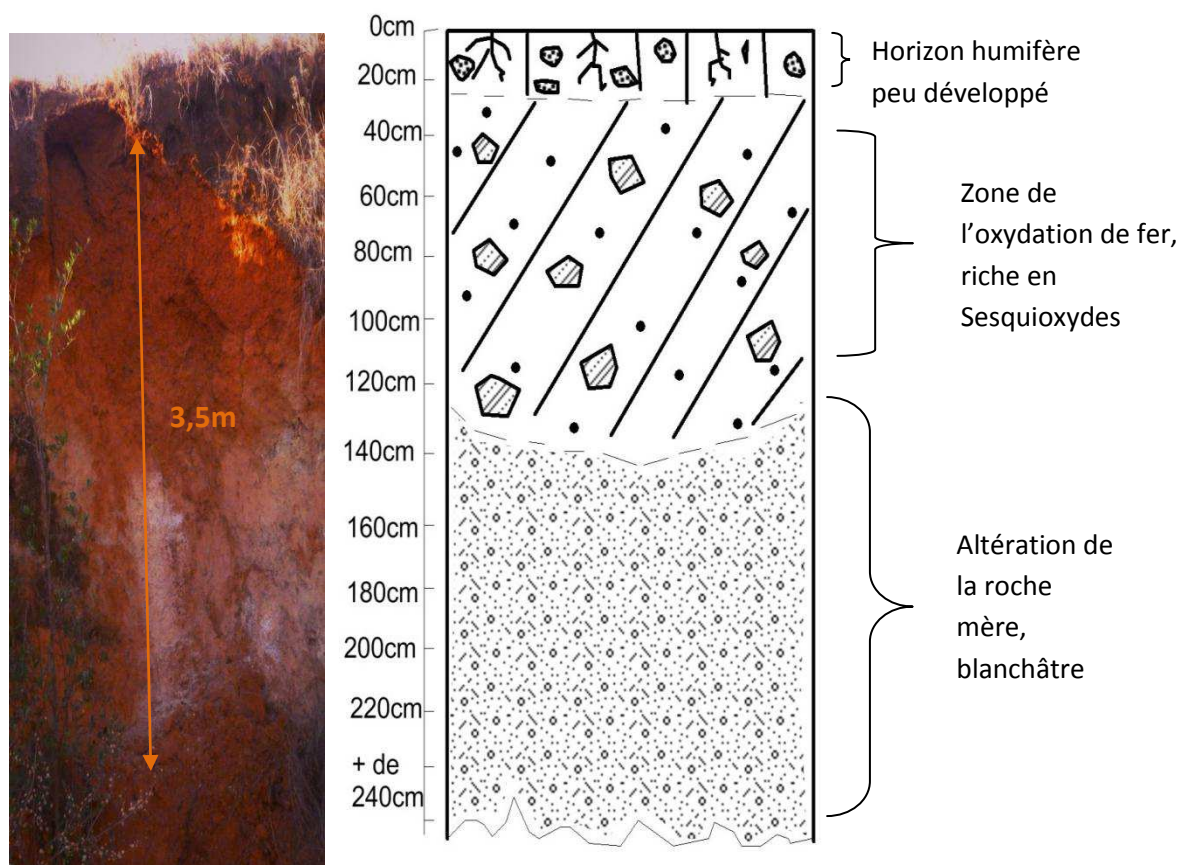 3,5m
0cm
20cm
40cm
60cm
80cm
100cm
120cm
140cm
160cm
180cm
200cm
220cm
+ de
240cm
Horizon humifère
peu développé
Zone de
l’oxydation de fer,
riche en
Sesquioxydes
Altération de
la roche
mère,
blanchâtre